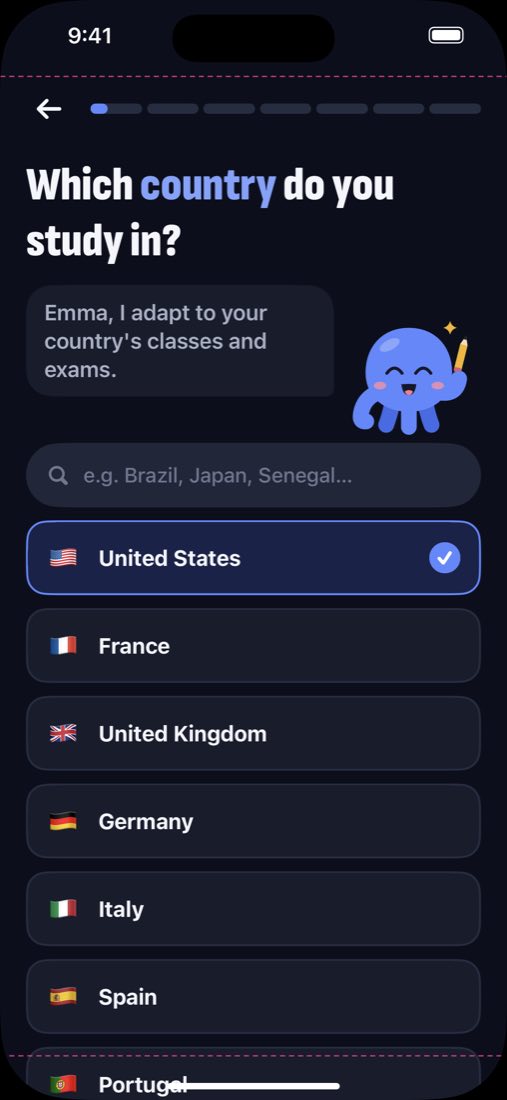 9:41
Which country do you
study in?
Emma, I adapt to your
country's classes and
exams.
e.g. Brazil, Japan, Senegal...
United States
France
United Kingdom
Germany
Italy
Spain
Portugal